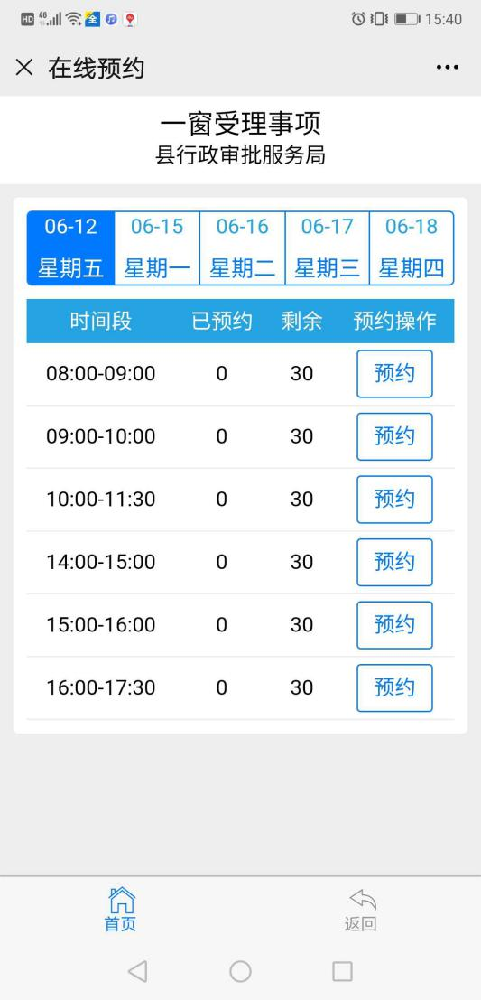 HD 4G 全 15:40
在线预约
一窗受理事项
县行政审批服务局
06-12 06-15 06-16 06-17 06-18
星期五 星期一 星期二 星期三 星期四
时间段 已预约 剩余 预约操作
08:00-09:00 0 30 预约
09:00-10:00 0 30 预约
10:00-11:30 0 30 预约
14:00-15:00 0 30 预约
15:00-16:00 0 30 预约
16:00-17:30 0 30 预约
首页 返回